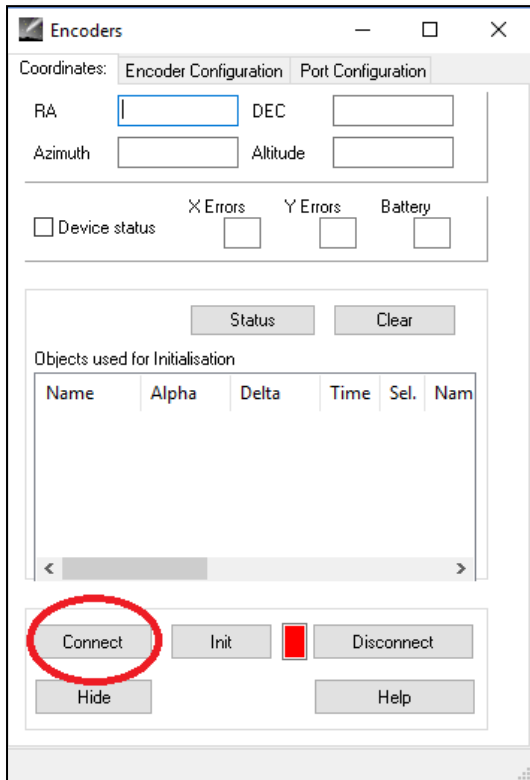 Encoders
Coordinates: Encoder Configuration Port Configuration
RA DEC
Azimuth Altitude
X Errors Y Errors Battery
Device status
Status Clear
Objects used for Initialisation
Name Alpha Delta Time Sel. Nam
Connect Init Disconnect
Hide Help